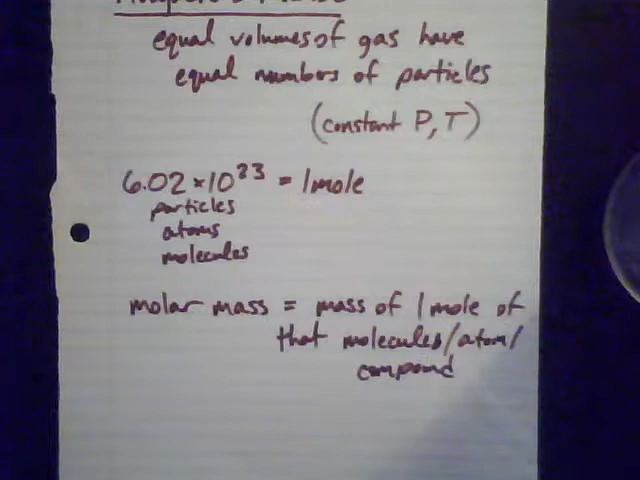 equal volumes of gas have
equal numbers of particles
(constant P, T)
6.02 × 10²³ = 1 mole
particles
atoms
molecules
molar mass = mass of 1 mole of
that molecules/atom/
compound